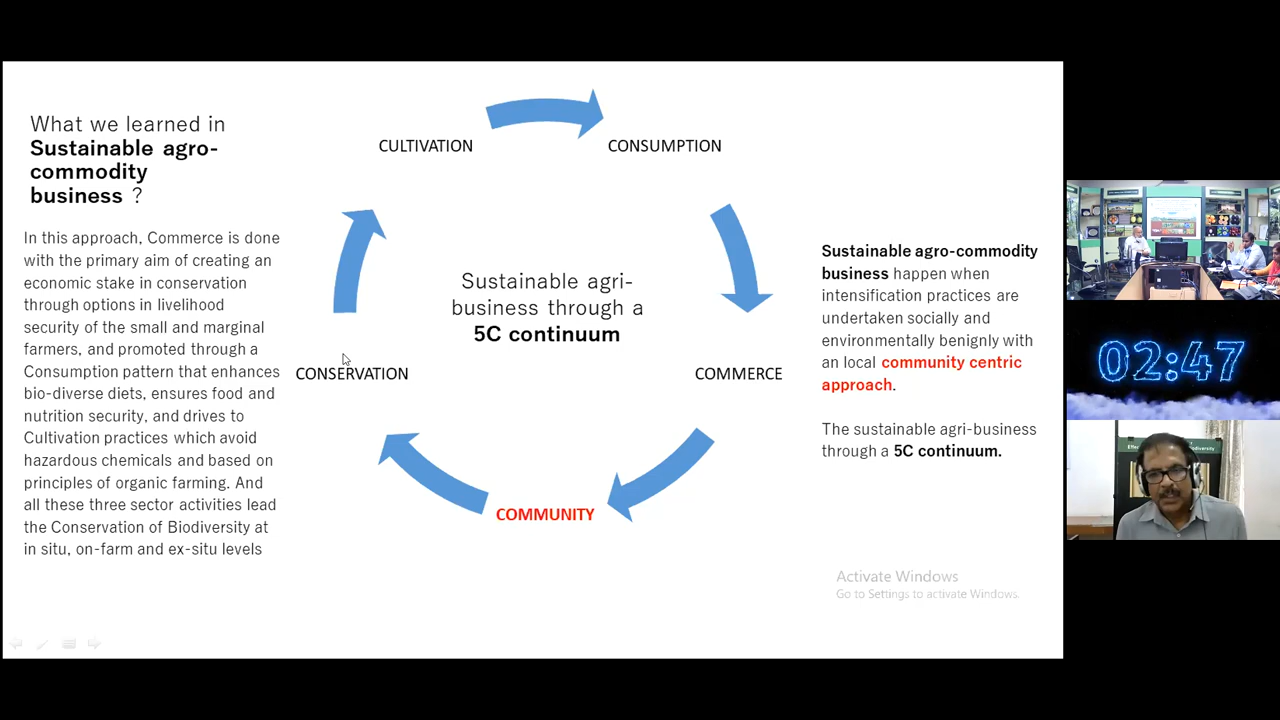 What we learned in
Sustainable agro-
commodity
business ?
In this approach, Commerce is done
with the primary aim of creating an
economic stake in conservation
through options in livelihood
security of the small and marginal
farmers, and promoted through a
Consumption pattern that enhances
bio-diverse diets, ensures food and
nutrition security, and drives to
Cultivation practices which avoid
hazardous chemicals and based on
principles of organic farming. And
all these three sector activities lead
the Conservation of Biodiversity at
in situ, on-farm and ex-situ levels
CULTIVATION
CONSUMPTION
Sustainable agri-
business through a
5C continuum
CONSERVATION
COMMERCE
COMMUNITY
Sustainable agro-commodity
business happen when
intensification practices are
undertaken socially and
environmentally benignly with
an local community centric
approach.
The sustainable agri-business
through a 5C continuum.
Activate Windows
Go to Settings to activate Windows.
02:47